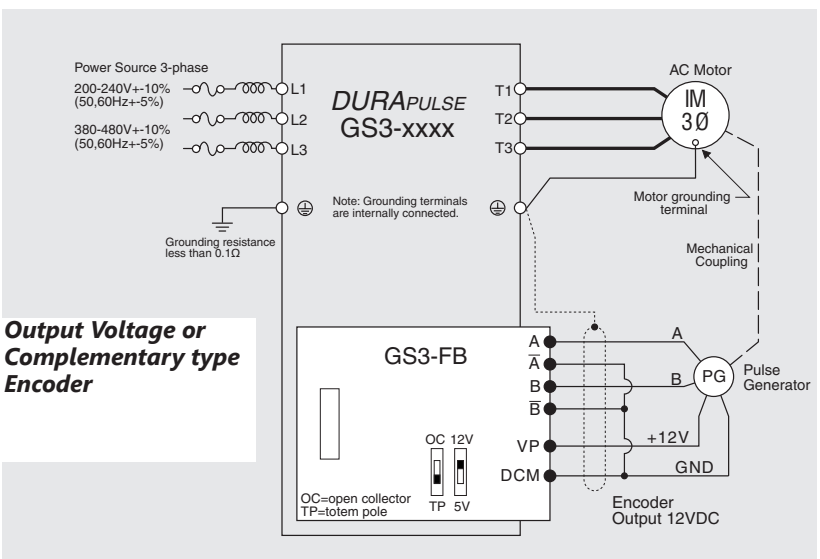 Power Source 3-phase
200-240V+-10%
(50,60Hz+-5%)
380-480V+-10%
(50,60Hz+-5%)
L1
L2
L3
DURAPULSE
GS3-xxxx
T1
T2
T3
AC Motor
IM
3Ø
Note: Grounding terminals
are internally connected.
Grounding resistance
less than 0.1Ω
Motor grounding
terminal
Mechanical
Coupling
Output Voltage or
Complementary type
Encoder
GS3-FB
A
A̅
B
B̅
VP
DCM
OC 12V
TP 5V
OC=open collector
TP=totem pole
A
B
+12V
GND
PG
Pulse
Generator
Encoder
Output 12VDC